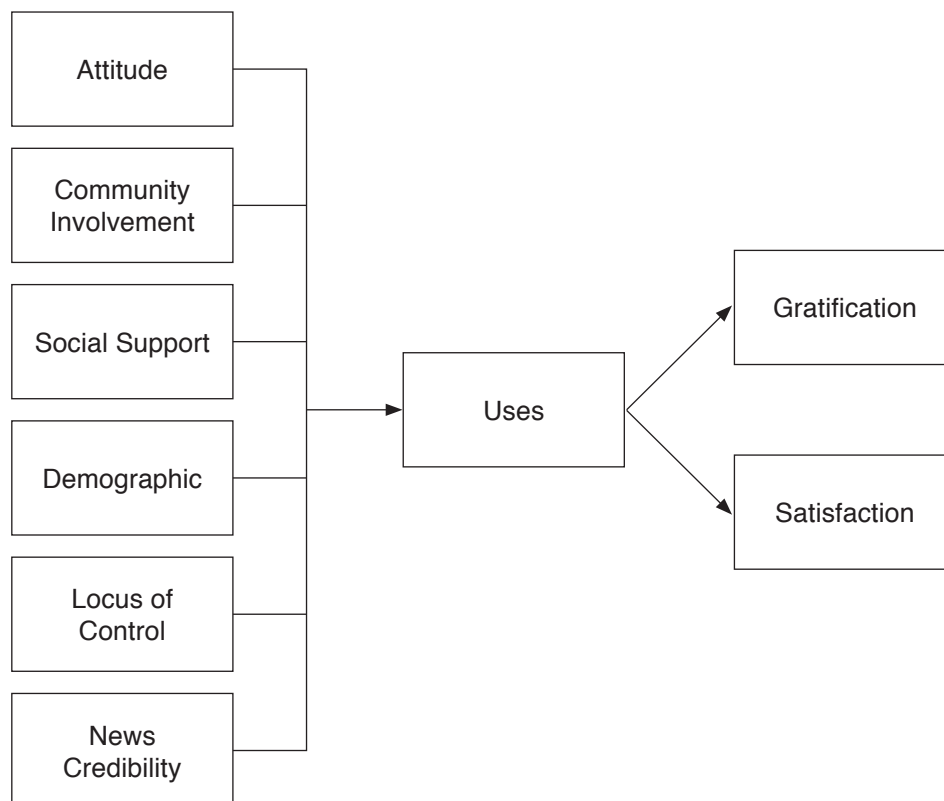 Attitude
Community
Involvement
Social Support
Demographic
Locus of
Control
News
Credibility
Uses
Gratification
Satisfaction